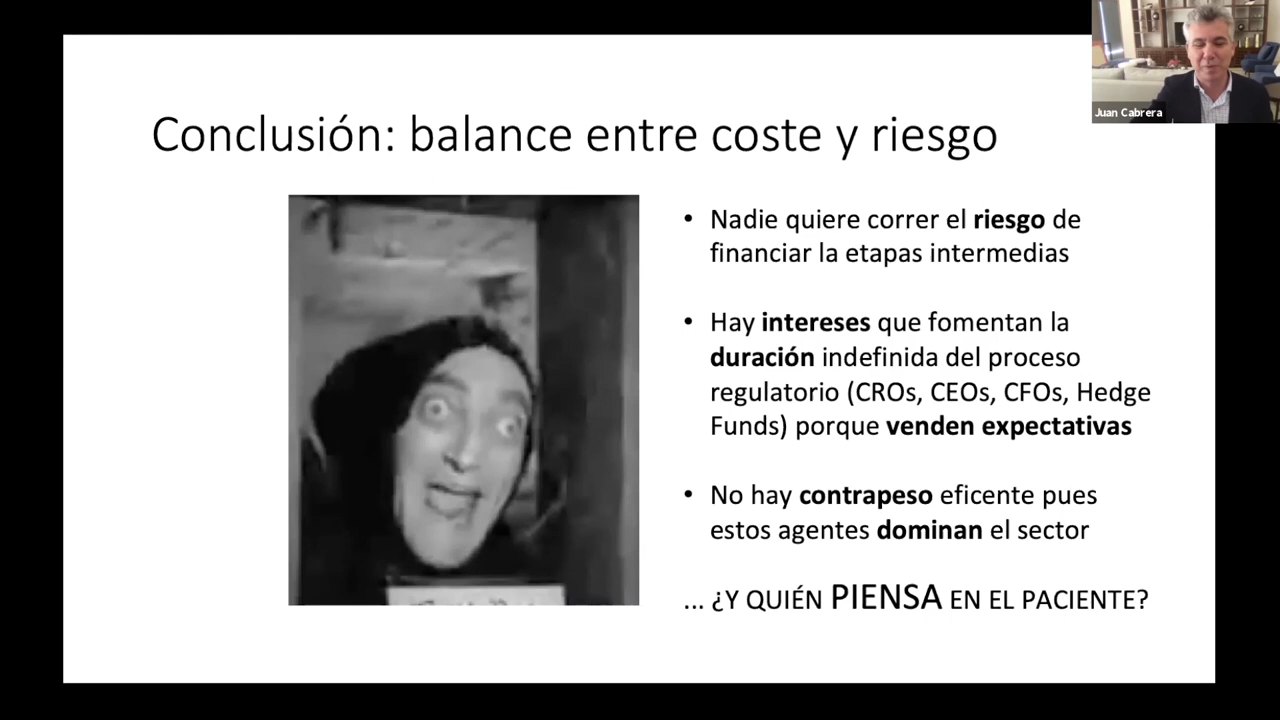 Juan Cabrera
Conclusión: balance entre coste y riesgo
• Nadie quiere correr el riesgo de
financiar la etapas intermedias
• Hay intereses que fomentan la
duración indefinida del proceso
regulatorio (CROs, CEOs, CFOs, Hedge
Funds) porque venden expectativas
• No hay contrapeso eficente pues
estos agentes dominan el sector
... ¿Y QUIÉN PIENSA EN EL PACIENTE?